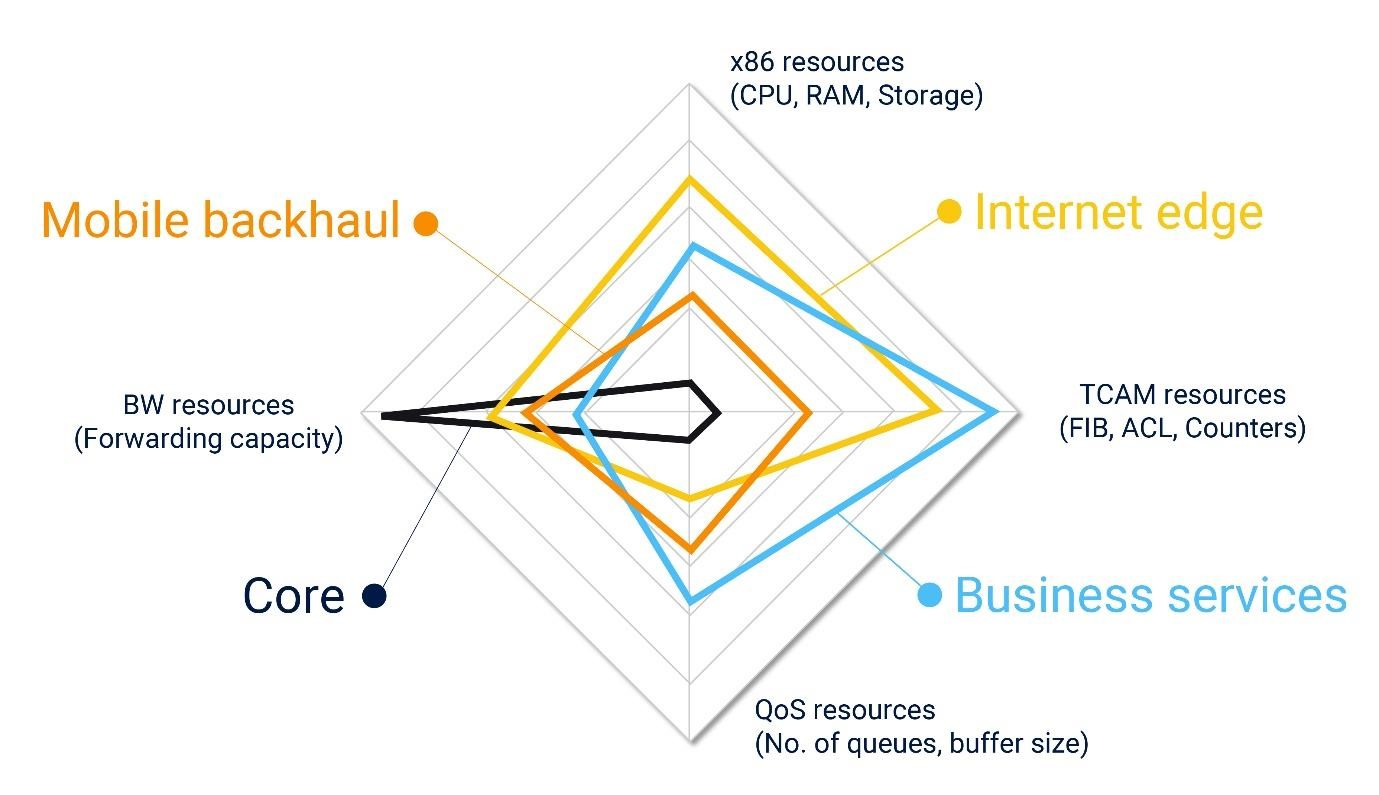 x86 resources
(CPU, RAM, Storage)
Mobile backhaul
Internet edge
BW resources
(Forwarding capacity)
TCAM resources
(FIB, ACL, Counters)
Core
Business services
QoS resources
(No. of queues, buffer size)